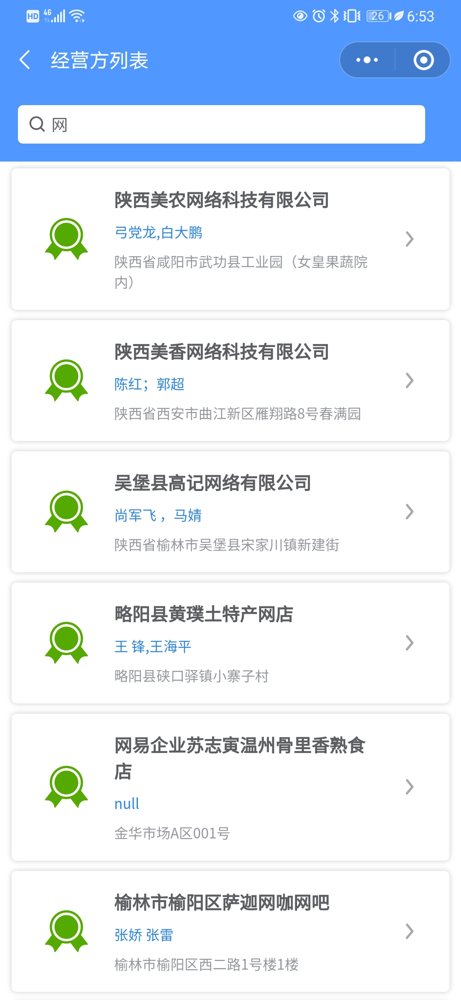 HD 4G 26 6:53
经营方列表
网
陕西美农网络科技有限公司
弓党龙,白大鹏
陕西省咸阳市武功县工业园（女皇果蔬院
内）
陕西美香网络科技有限公司
陈红；郭超
陕西省西安市曲江新区雁翔路8号春满园
吴堡县高记网络有限公司
尚军飞 ，马婧
陕西省榆林市吴堡县宋家川镇新建街
略阳县黄璞土特产网店
王 锋,王海平
略阳县硖口驿镇小寨子村
网易企业苏志寅温州骨里香熟食
店
null
金华市场A区001号
榆林市榆阳区萨迦网咖网吧
张娇 张雷
榆林市榆阳区西二路1号楼1楼